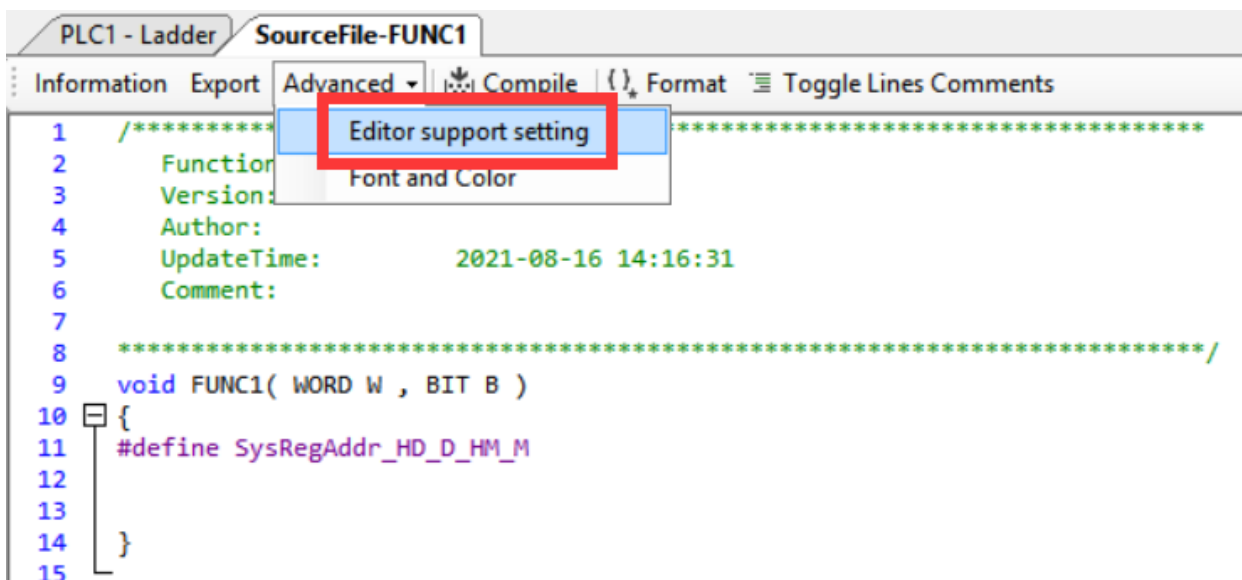 PLC1 - Ladder SourceFile-FUNC1
Information Export Advanced Compile Format Toggle Lines Comments
Editor support setting
Font and Color
1 /********** **************************************
2 Function
3 Version:
4 Author:
5 UpdateTime: 2021-08-16 14:16:31
6 Comment:
7
8 **************************************************************************/
9 void FUNC1( WORD W , BIT B )
10 {
11 #define SysRegAddr_HD_D_HM_M
12
13
14 }
15